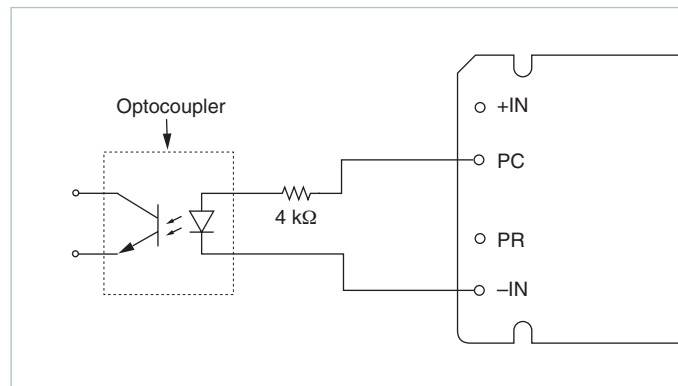 Optocoupler
4 kΩ
+IN
PC
PR
–IN